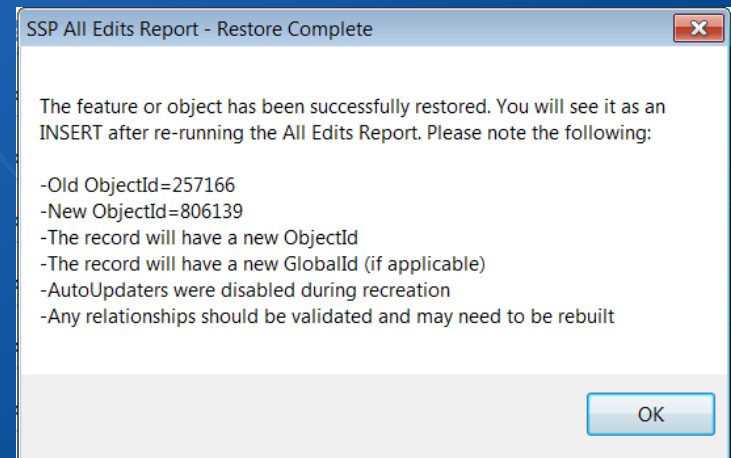 SSP All Edits Report - Restore Complete
The feature or object has been successfully restored. You will see it as an
INSERT after re-running the All Edits Report. Please note the following:
-Old ObjectId=257166
-New ObjectId=806139
-The record will have a new ObjectId
-The record will have a new GlobalId (if applicable)
-AutoUpdaters were disabled during recreation
-Any relationships should be validated and may need to be rebuilt
OK